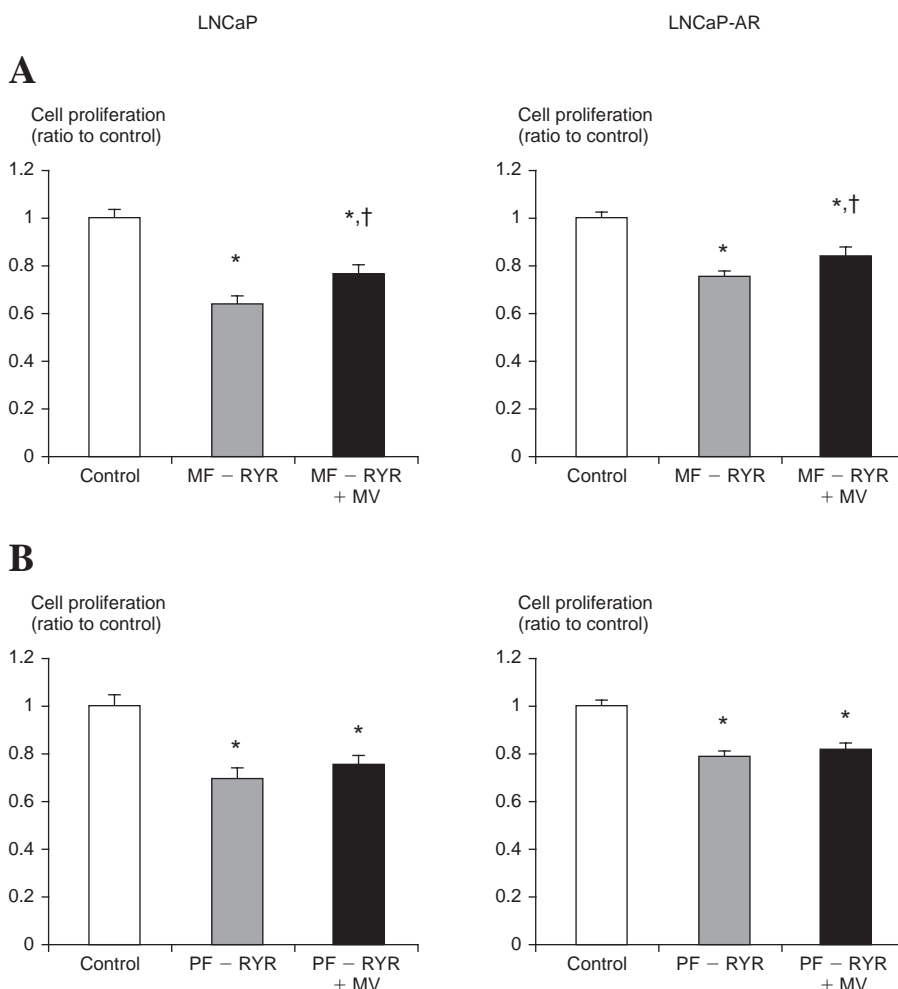 LNCaP LNCaP-AR
A
Cell proliferation
(ratio to control)
1.2
1
0.8
0.6
0.4
0.2
0
*
*,†
Control MF – RYR MF – RYR
+ MV
Cell proliferation
(ratio to control)
1.2
1
0.8
0.6
0.4
0.2
0
*
*,†
Control MF – RYR MF – RYR
+ MV
B
Cell proliferation
(ratio to control)
1.2
1
0.8
0.6
0.4
0.2
0
*
*
Control PF – RYR PF – RYR
+ MV
Cell proliferation
(ratio to control)
1.2
1
0.8
0.6
0.4
0.2
0
*
*
Control PF – RYR PF – RYR
+ MV